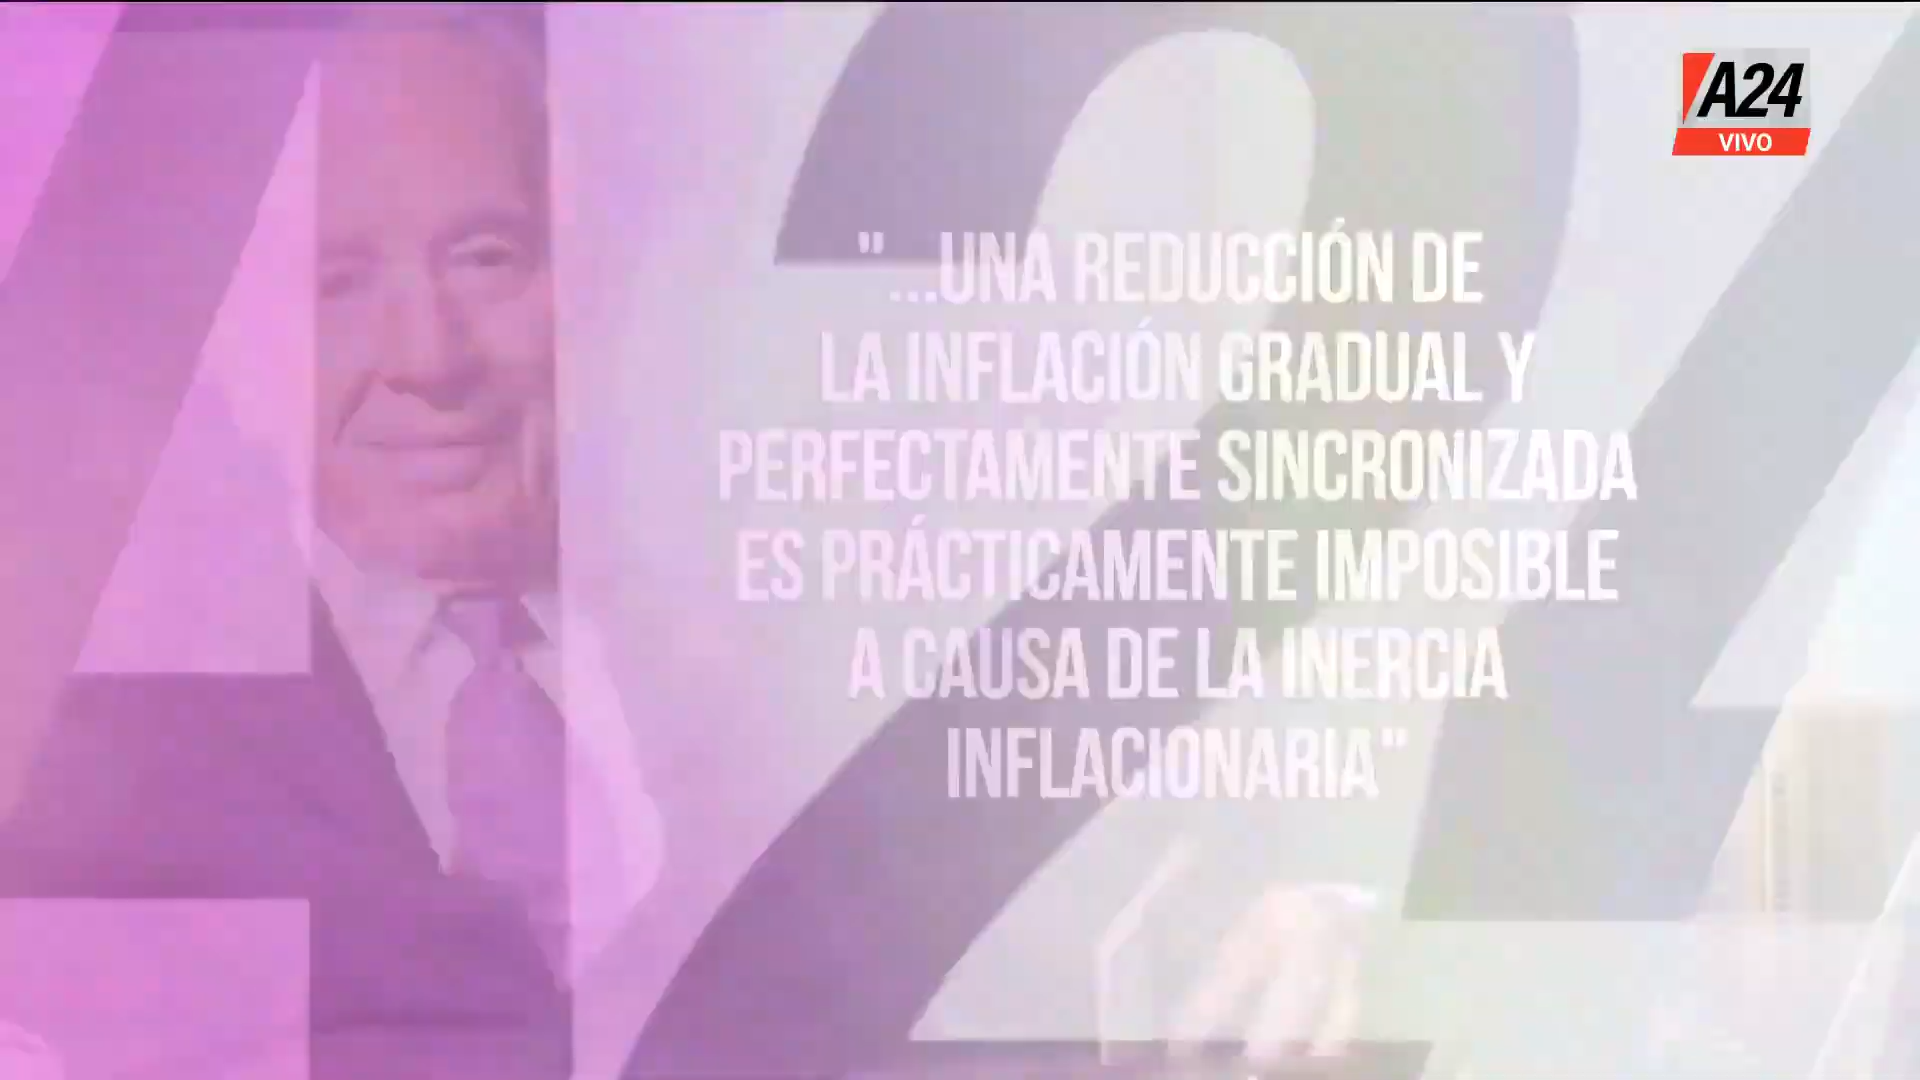 A24
VIVO
"...UNA REDUCCIÓN DE
LA INFLACIÓN GRADUAL Y
PERFECTAMENTE SINCRONIZADA
ES PRÁCTICAMENTE IMPOSIBLE
A CAUSA DE LA INERCIA
INFLACIONARIA"